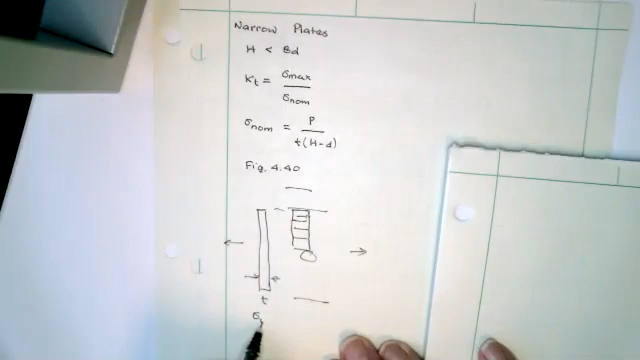 Narrow Plates
H < 8d
Kt = σmax / σnom
σnom = P / t(H-d)
Fig. 4.40
t
σ